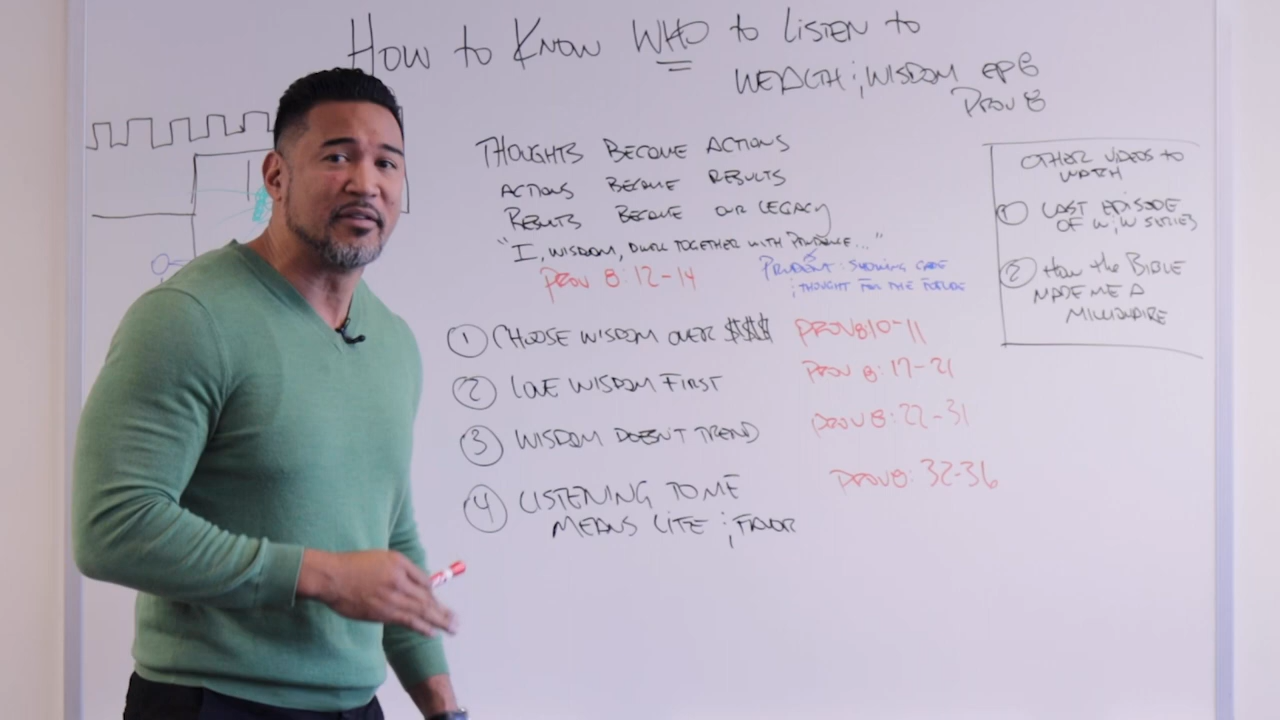 How to Know WHO to Listen to
WEALTH ; WISDOM EP 6
PROV 8
THOUGHTS BECOME ACTIONS
ACTIONS BECOME RESULTS
RESULTS BECOME OUR LEGACY
"I, WISDOM, DWELL TOGETHER WITH PRUDENCE..."
PROV 8:12-14
PRUDENT: SHOWING CARE
; THOUGHT FOR THE FUTURE
① CHOOSE WISDOM OVER $$$ PROV 8:10-11
② LOVE WISDOM FIRST PROV 8:17-21
③ WISDOM DOESN'T TREND PROV 8:22-31
④ LISTENING TO ME PROV 8: 32-36
MEANS LIFE ; FAVOR
OTHER VIDEOS TO
WATCH
① LAST EPISODE
OF W;W SERIES
② How the BIBLE
MADE ME A
MILLIONAIRE